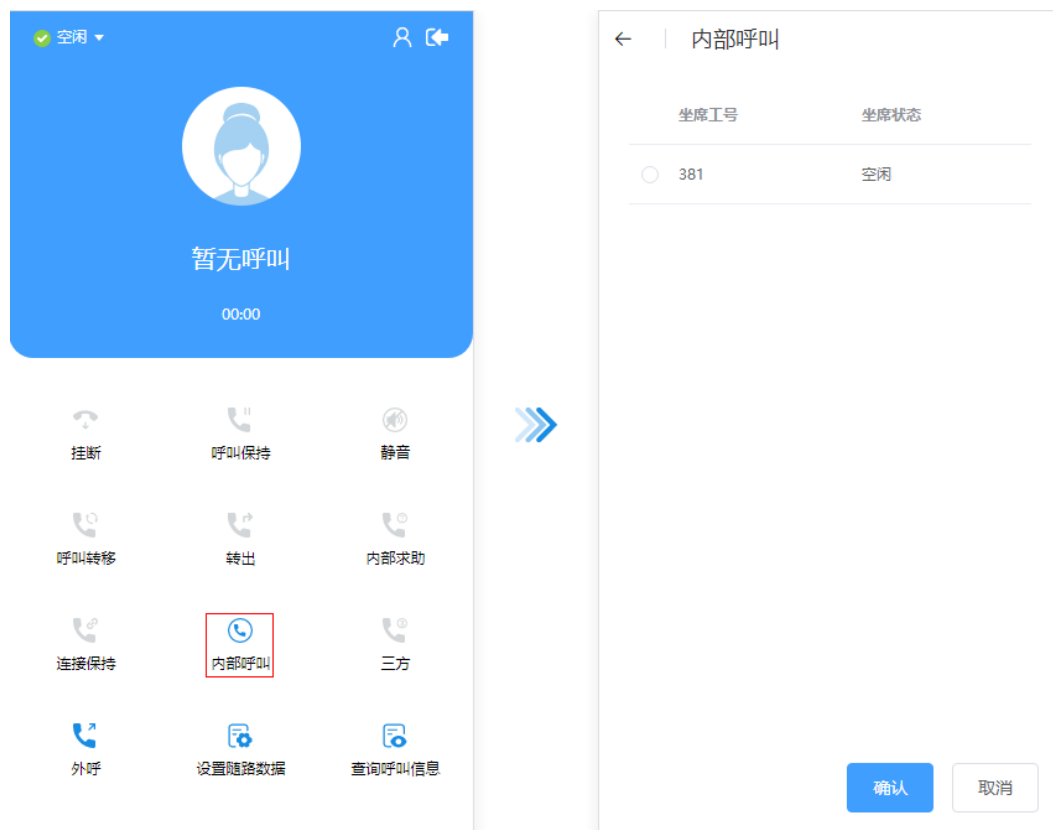 空闲
暂无呼叫
00:00
挂断
呼叫保持
静音
呼叫转移
转出
内部求助
连接保持
内部呼叫
三方
外呼
设置随路数据
查询呼叫信息
内部呼叫
坐席工号 坐席状态
381 空闲
确认 取消